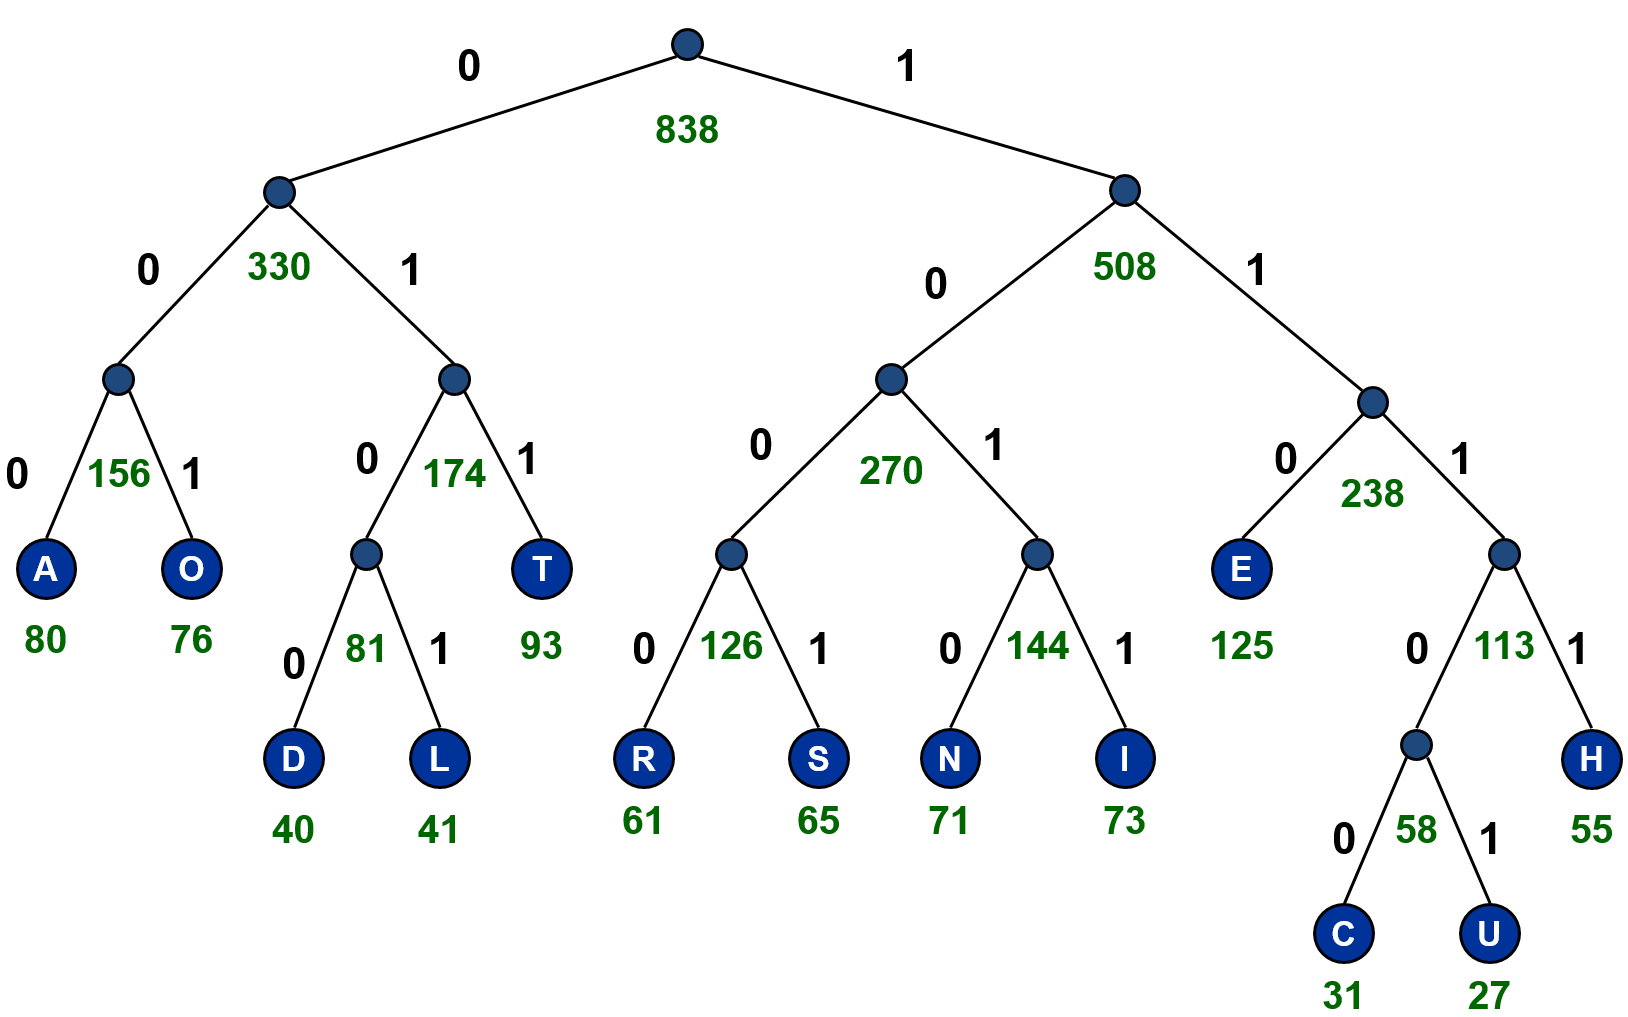 0 1
838
0 330 1 0 508 1
0 156 1 0 174 1 0 270 1 0 238 1
A O T E
80 76 0 81 1 93 0 126 1 0 144 1 125 0 113 1
D L R S N I H
40 41 61 65 71 73 0 58 1 55
C U
31 27